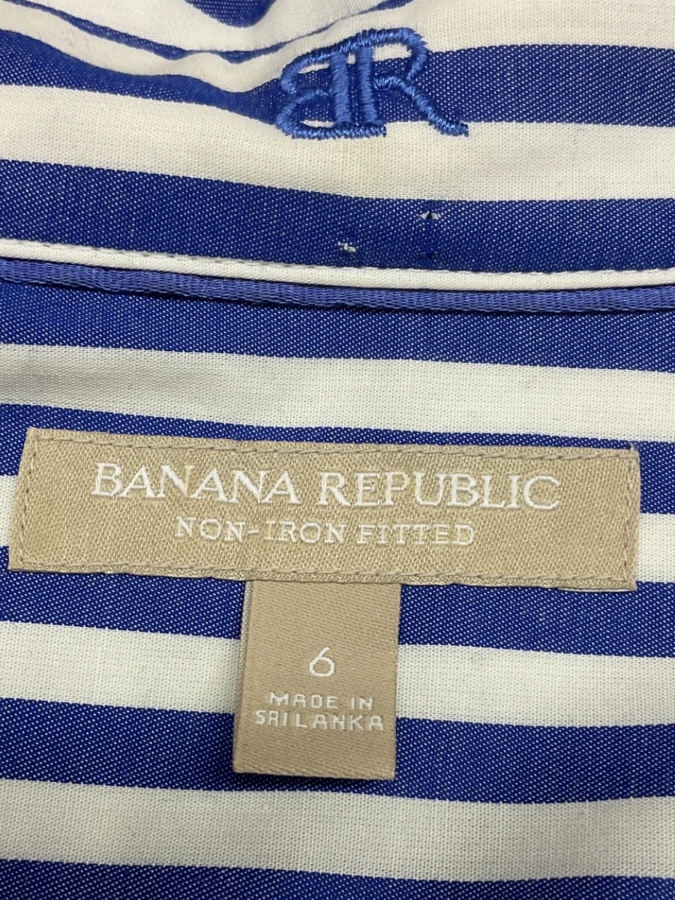 BR
BANANA REPUBLIC
NON-IRON FITTED
6
MADE IN
SRI LANKA